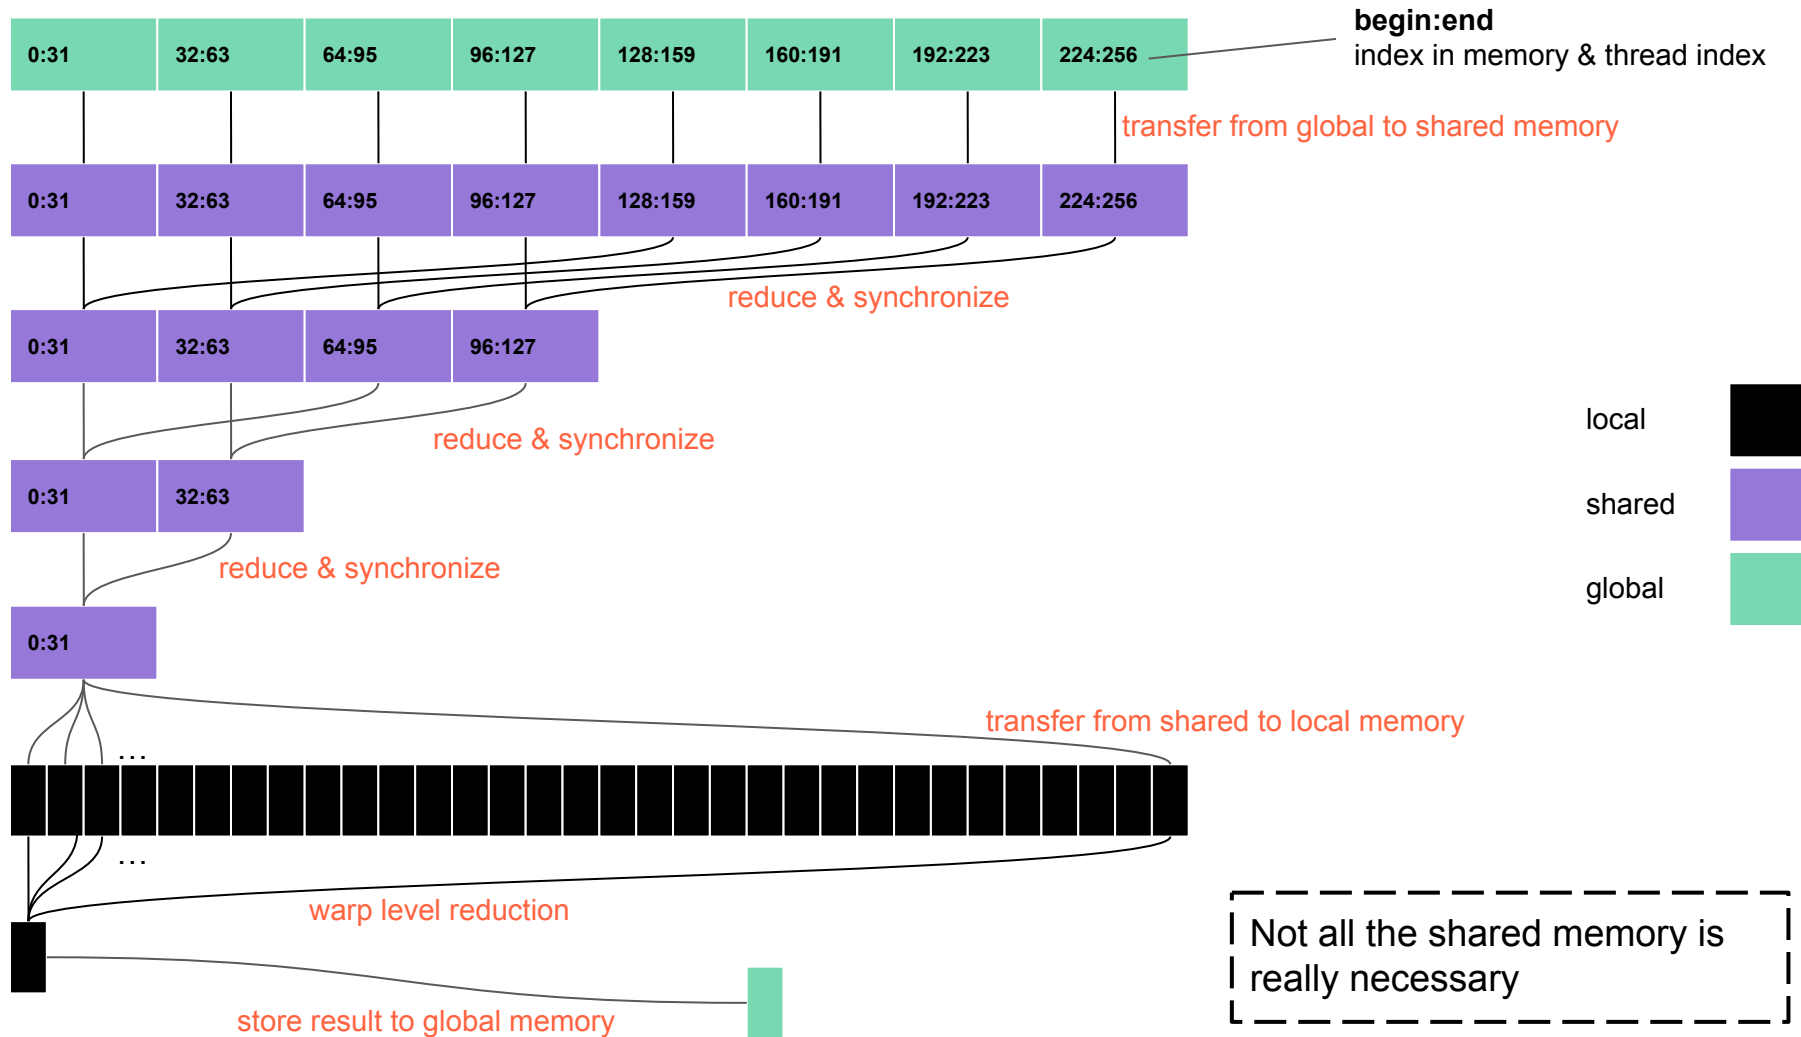 begin:end
index in memory & thread index
0:31 32:63 64:95 96:127 128:159 160:191 192:223 224:256
transfer from global to shared memory
0:31 32:63 64:95 96:127 128:159 160:191 192:223 224:256
reduce & synchronize
0:31 32:63 64:95 96:127
local
reduce & synchronize
0:31 32:63
shared
reduce & synchronize
global
0:31
transfer from shared to local memory
...
...
warp level reduction
Not all the shared memory is
really necessary
store result to global memory